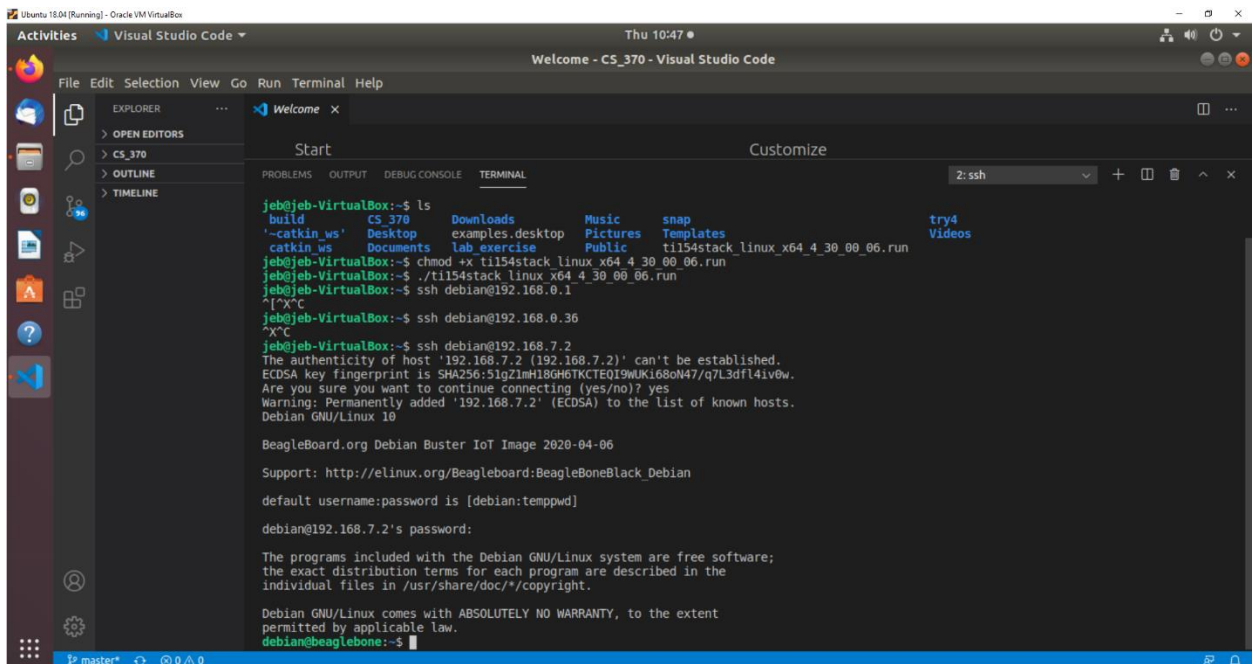 Ubuntu 18.04 [Running] - Oracle VM VirtualBox
Activities Visual Studio Code Thu 10:47
Welcome - CS_370 - Visual Studio Code
File Edit Selection View Go Run Terminal Help
EXPLORER ... Welcome
OPEN EDITORS
CS_370
OUTLINE
TIMELINE
96
Start Customize
PROBLEMS OUTPUT DEBUG CONSOLE TERMINAL 2: ssh
jeb@jeb-VirtualBox:~$ ls
build CS_370 Downloads Music snap try4
'~catkin_ws' Desktop examples.desktop Pictures Templates Videos
catkin_ws Documents lab_exercise Public ti154stack_linux_x64_4_30_00_06.run
jeb@jeb-VirtualBox:~$ chmod +x ti154stack_linux_x64_4_30_00_06.run
jeb@jeb-VirtualBox:~$ ./ti154stack_linux_x64_4_30_00_06.run
jeb@jeb-VirtualBox:~$ ssh debian@192.168.0.1
^[^X^C
jeb@jeb-VirtualBox:~$ ssh debian@192.168.0.36
^X^C
jeb@jeb-VirtualBox:~$ ssh debian@192.168.7.2
The authenticity of host '192.168.7.2 (192.168.7.2)' can't be established.
ECDSA key fingerprint is SHA256:51gZ1mH18GH6TKCTEQI9WUKi68oN47/q7L3dfl4iv0w.
Are you sure you want to continue connecting (yes/no)? yes
Warning: Permanently added '192.168.7.2' (ECDSA) to the list of known hosts.
Debian GNU/Linux 10
BeagleBoard.org Debian Buster IoT Image 2020-04-06
Support: http://elinux.org/Beagleboard:BeagleBoneBlack_Debian
default username:password is [debian:temppwd]
debian@192.168.7.2's password:
The programs included with the Debian GNU/Linux system are free software;
the exact distribution terms for each program are described in the
individual files in /usr/share/doc/*/copyright.
Debian GNU/Linux comes with ABSOLUTELY NO WARRANTY, to the extent
permitted by applicable law.
debian@beaglebone:~$
master* 0 0